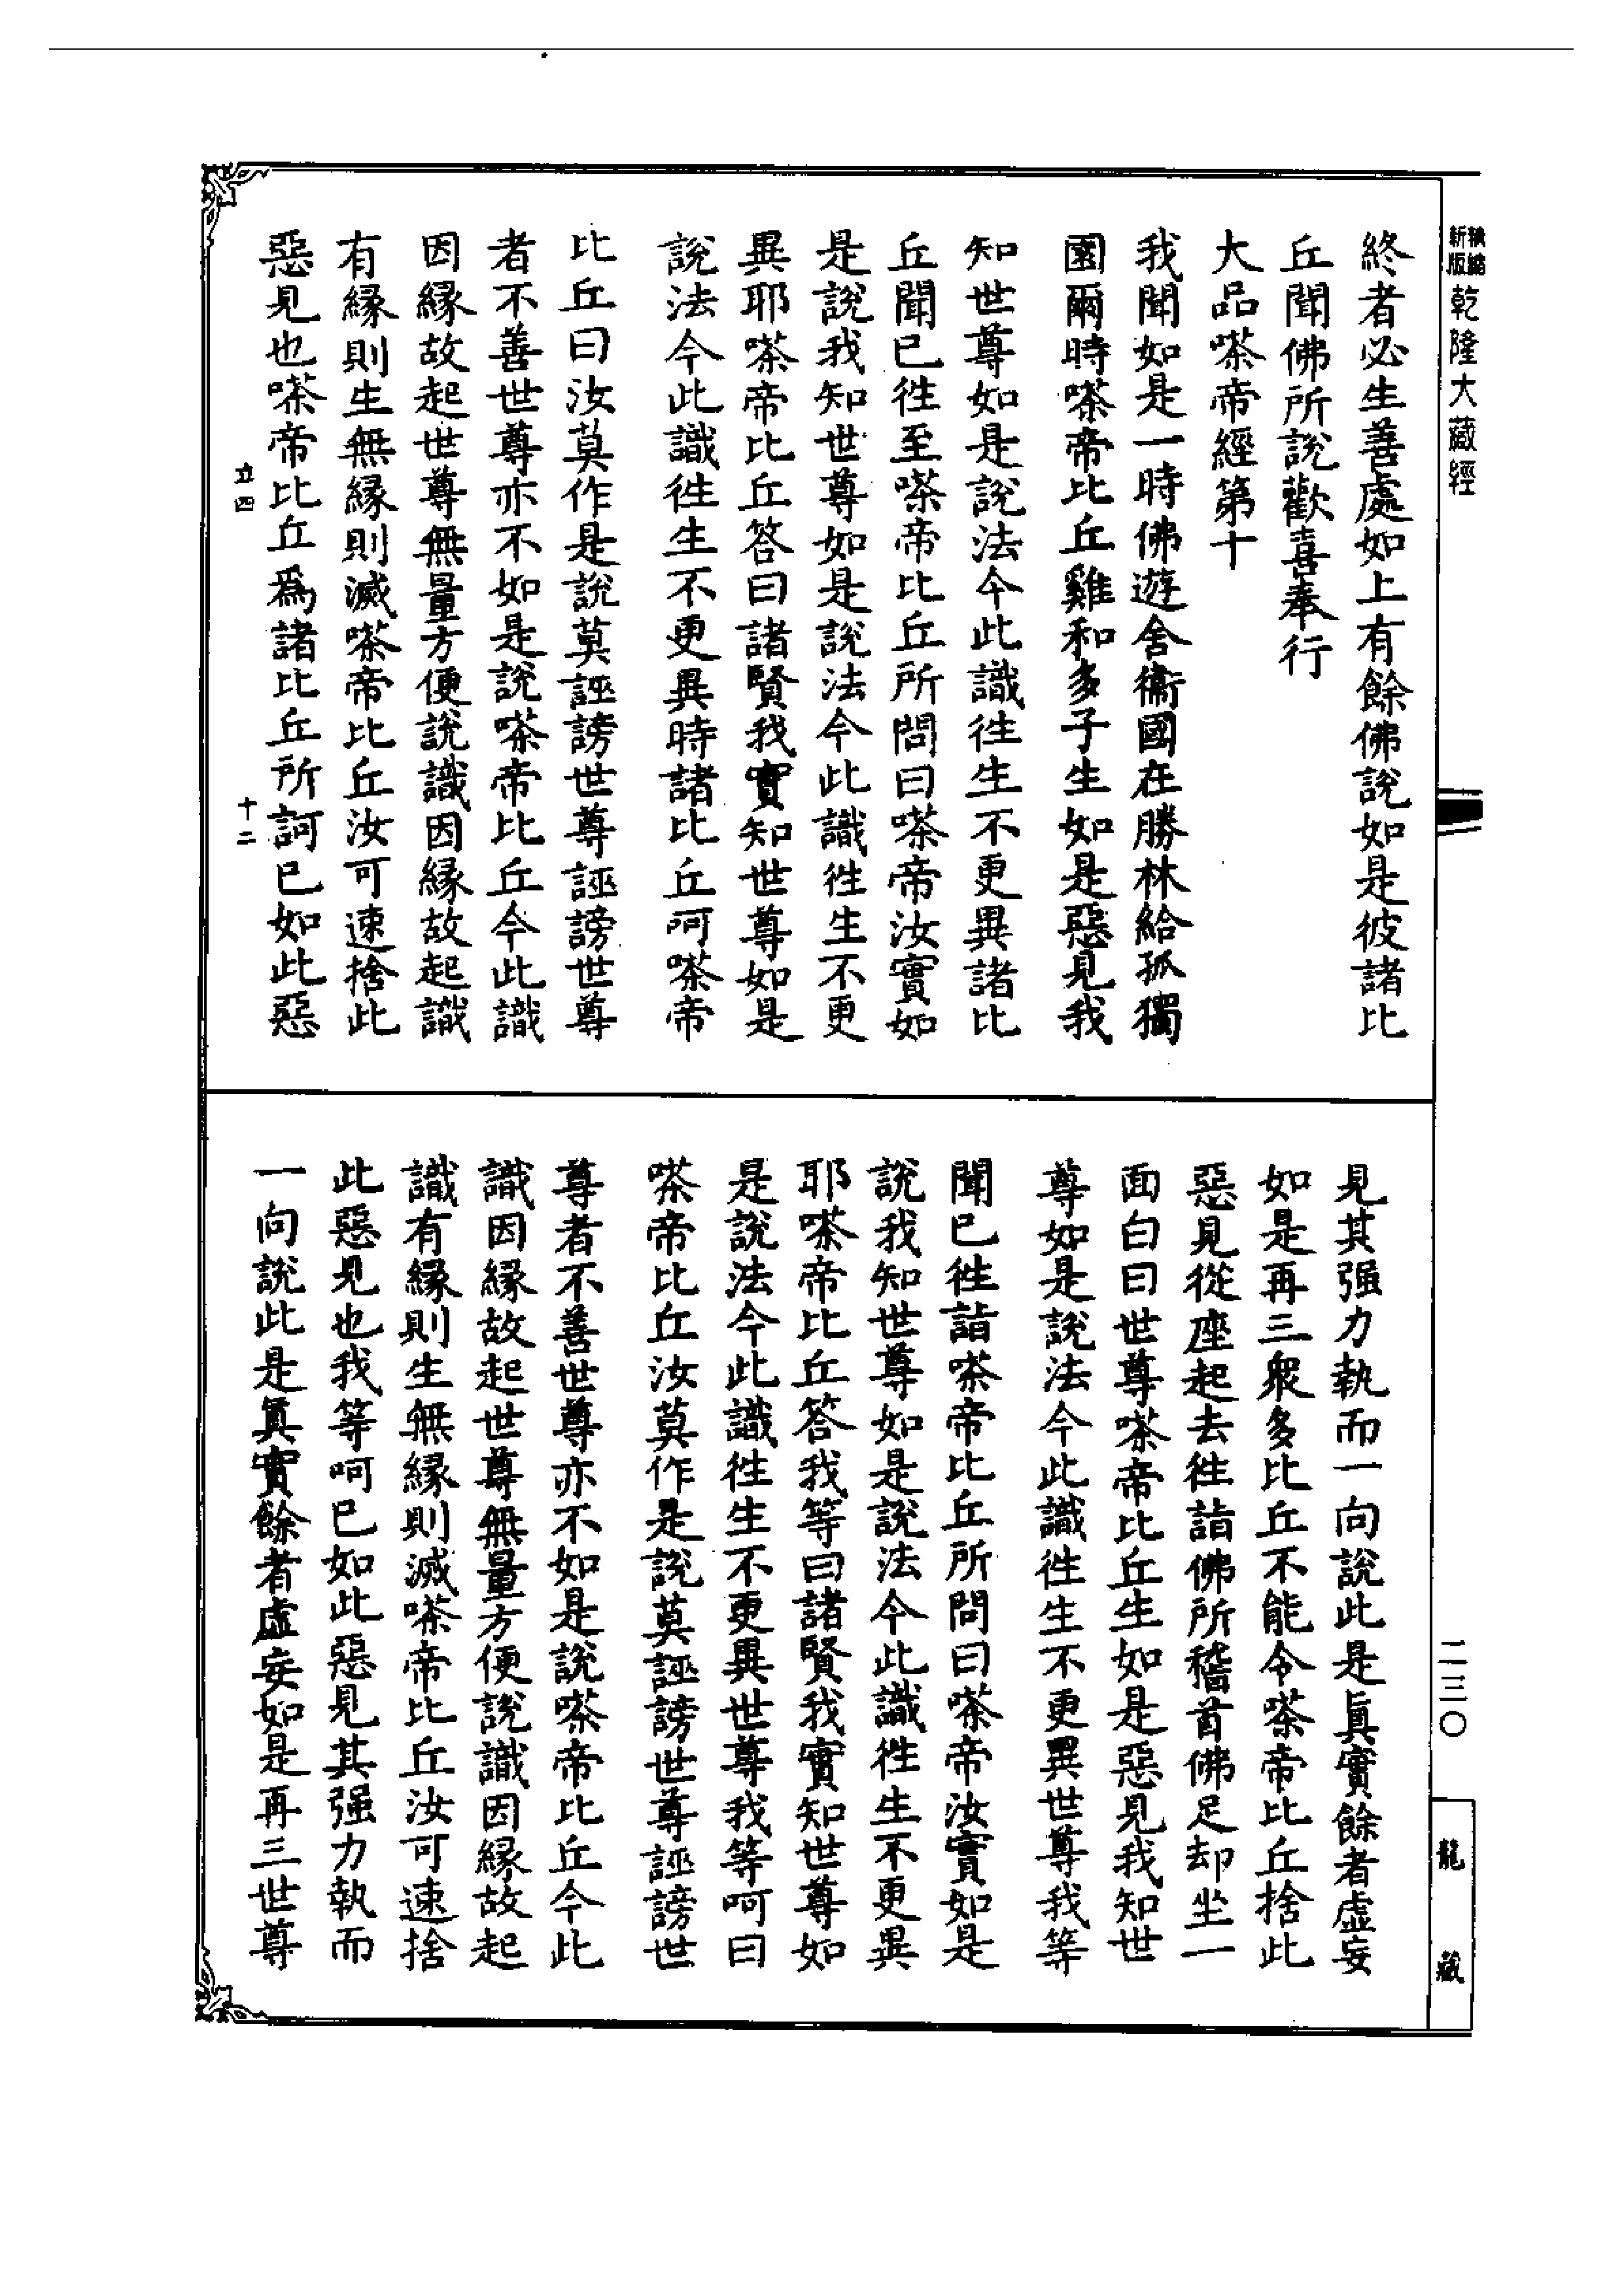 新版精縮乾隆大藏經
終者必生善處如上有餘佛說如是彼諸比
丘聞佛所說歡喜奉行
大品嗏帝經第十
我聞如是一時佛遊舍衞國在勝林給孤獨
園爾時嗏帝比丘雞和多子生如是惡見我
知世尊如是說法今此識徃生不更異諸比
丘聞已徃至嗏帝比丘所問曰嗏帝汝實如
是說我知世尊如是說法今此識徃生不更
異耶嗏帝比丘答曰諸賢我實知世尊如是
說法今此識徃生不更異時諸比丘呵嗏帝
比丘曰汝莫作是說莫誣謗世尊誣謗世尊
者不善世尊亦不如是說嗏帝比丘今此識
因縁故起世尊無量方便說識因縁故起識
有縁則生無縁則滅嗏帝比丘汝可速捨此
惡見也嗏帝比丘爲諸比丘所訶已如此惡
立四 十二
見其强力執而一向說此是眞實餘者虛妄
如是再三衆多比丘不能令嗏帝比丘捨此
惡見從座起去徃詣佛所稽首佛足却坐一
面白曰世尊嗏帝比丘生如是惡見我知世
尊如是說法今此識徃生不更異世尊我等
聞已徃詣嗏帝比丘所問曰嗏帝汝實如是
說我知世尊如是說法今此識徃生不更異
耶嗏帝比丘答我等曰諸賢我實知世尊如
是說法今此識徃生不更異世尊我等呵曰
嗏帝比丘汝莫作是說莫誣謗世尊誣謗世
尊者不善世尊亦不如是說嗏帝比丘今此
識因縁故起世尊無量方便說識因縁故起
識有縁則生無縁則滅嗏帝比丘汝可速捨
此惡見也我等呵已如此惡見其强力執而
一向說此是眞實餘者虛妄如是再三世尊
二三〇
龍藏